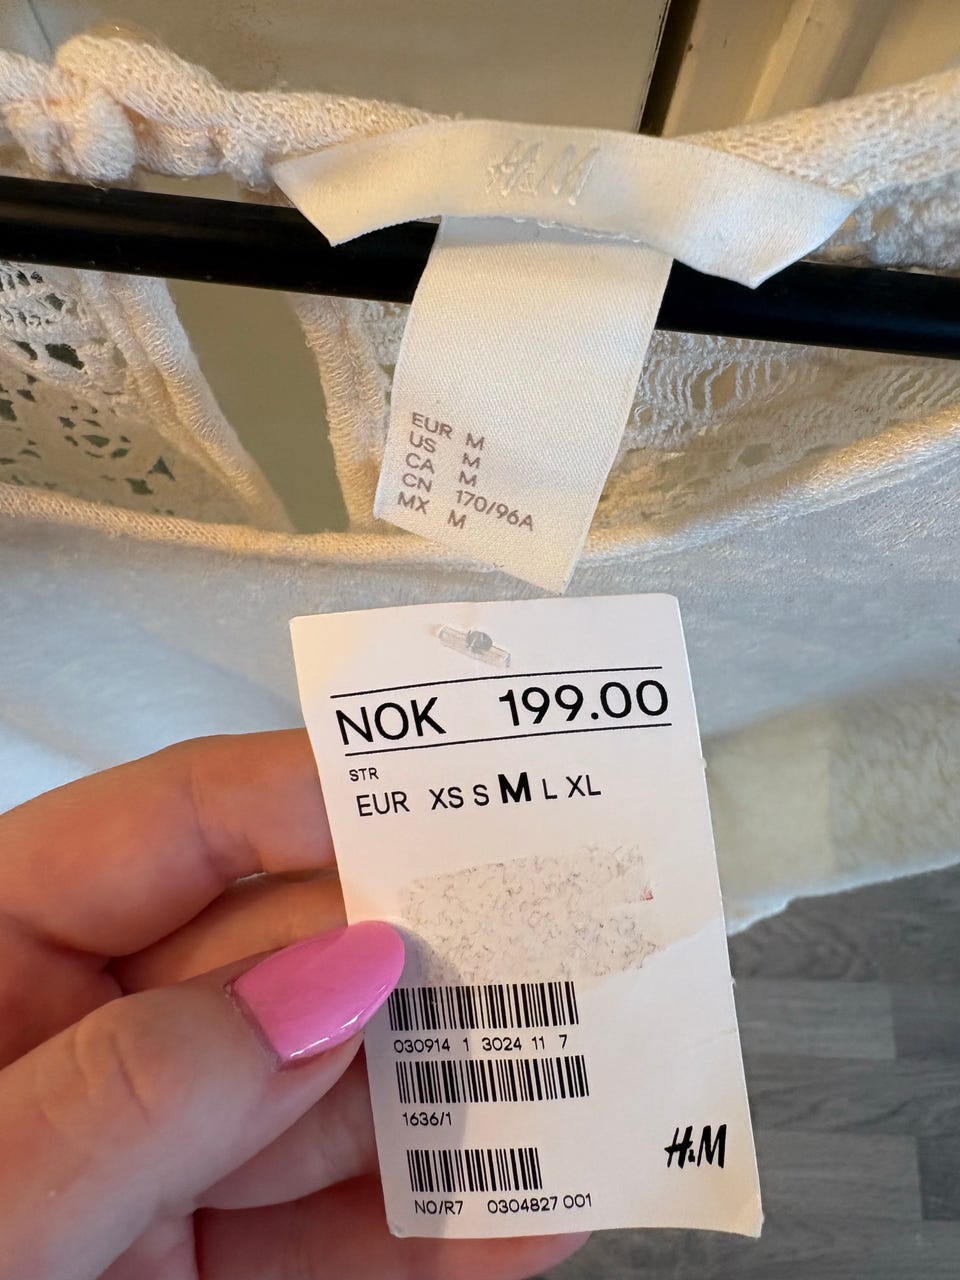 H&M
EUR M
US M
CA M
CN 170/96A
MX M
NOK 199.00
STR
EUR XS S M L XL
030914 1 3024 11 7
1636/1
H&M
NO/R7 0304827 001